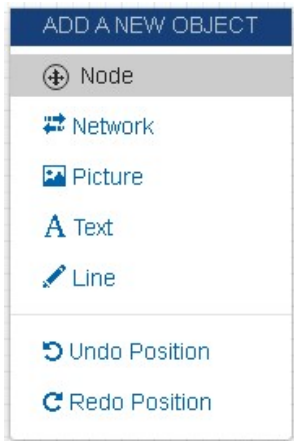 ADD A NEW OBJECT
Node
Network
Picture
Text
Line
Undo Position
Redo Position